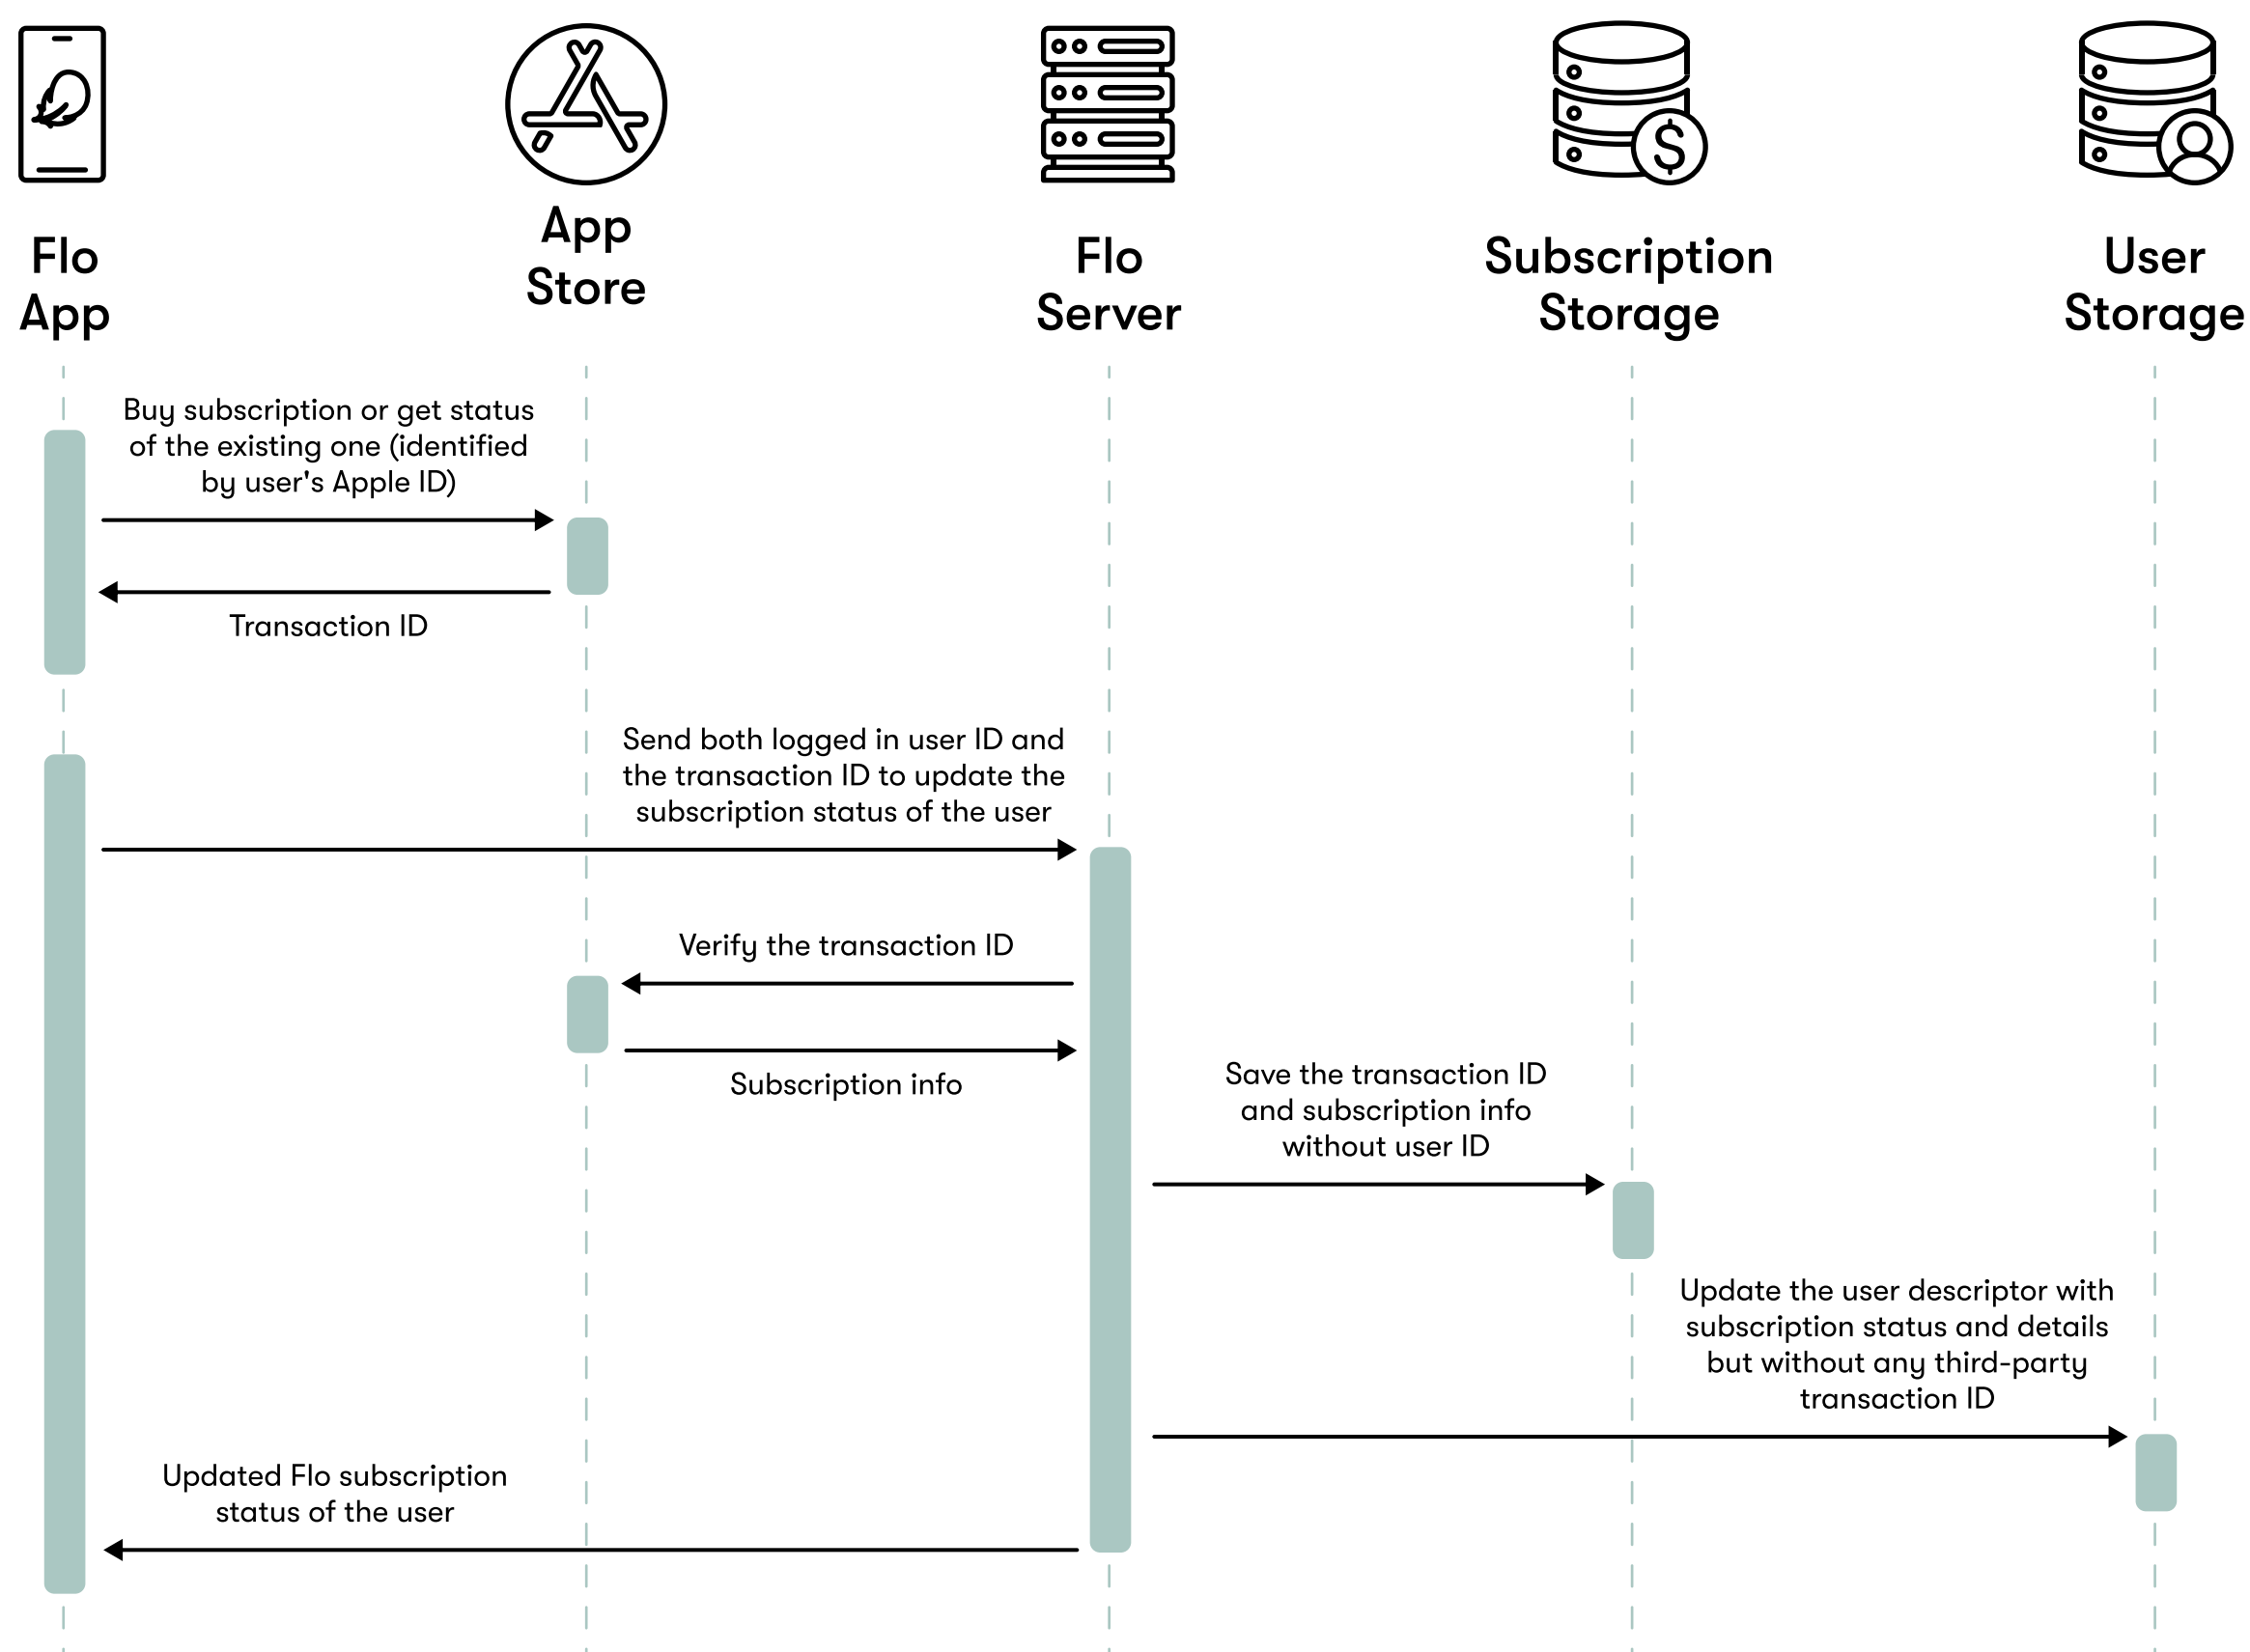 Flo
App
App
Store
Flo
Server
Subscription
Storage
User
Storage
Buy subscription or get status
of the existing one (identified
by user's Apple ID)
Transaction ID
Send both logged in user ID and
the transaction ID to update the
subscription status of the user
Verify the transaction ID
Subscription info
Save the transaction ID
and subscription info
without user ID
Update the user descriptor with
subscription status and details
but without any third-party
transaction ID
Updated Flo subscription
status of the user